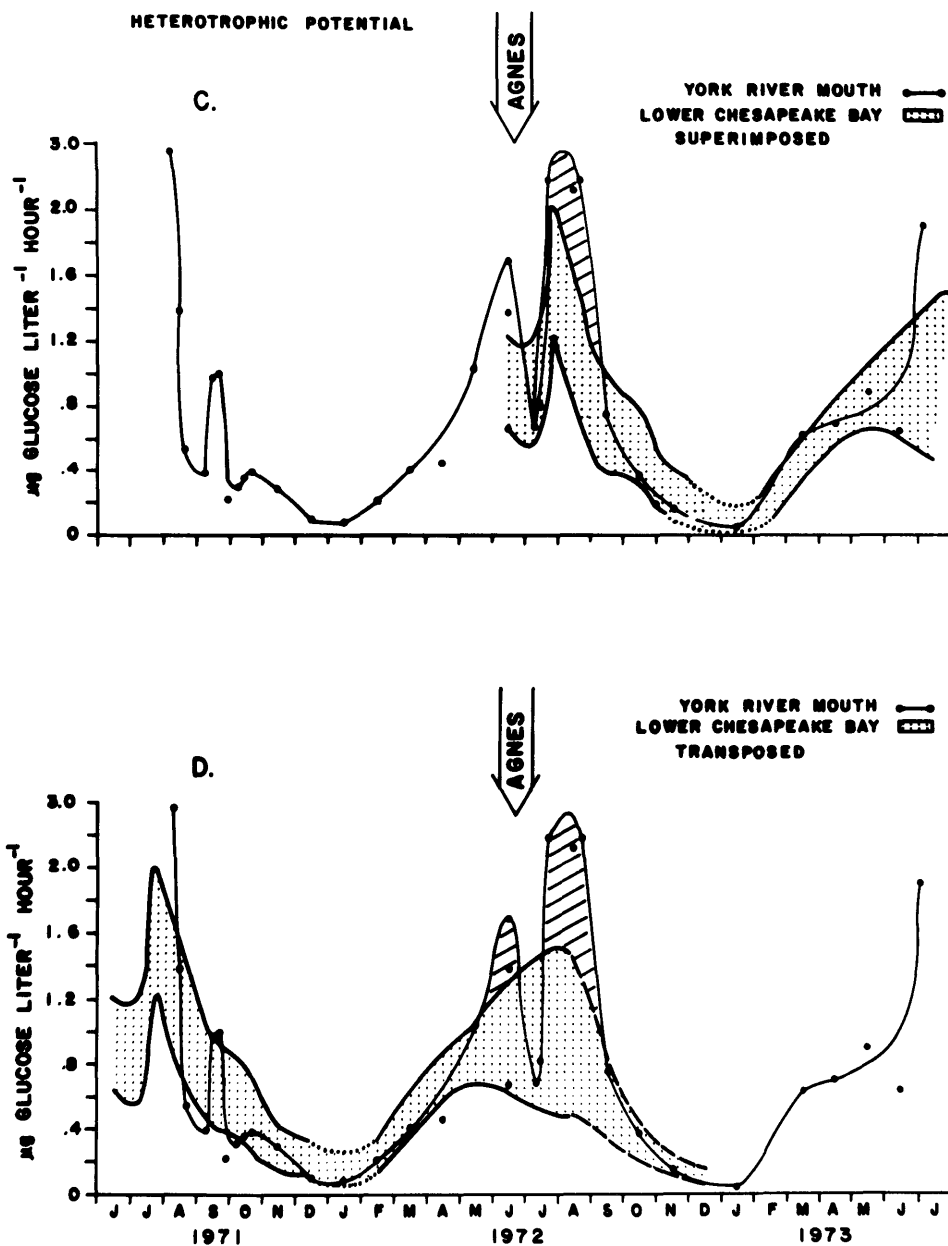 HETEROTROPHIC POTENTIAL
AGNES
C.
YORK RIVER MOUTH
LOWER CHESAPEAKE BAY
SUPERIMPOSED
3.0
2.0
1.6
1.2
.8
.4
0
µg GLUCOSE LITER⁻¹ HOUR⁻¹
AGNES
D.
YORK RIVER MOUTH
LOWER CHESAPEAKE BAY
TRANSPOSED
3.0
2.0
1.6
1.2
.8
.4
0
µg GLUCOSE LITER⁻¹ HOUR⁻¹
J J A S O N D J F M A M J J A S O N D J F M A M J J
1971 1972 1973